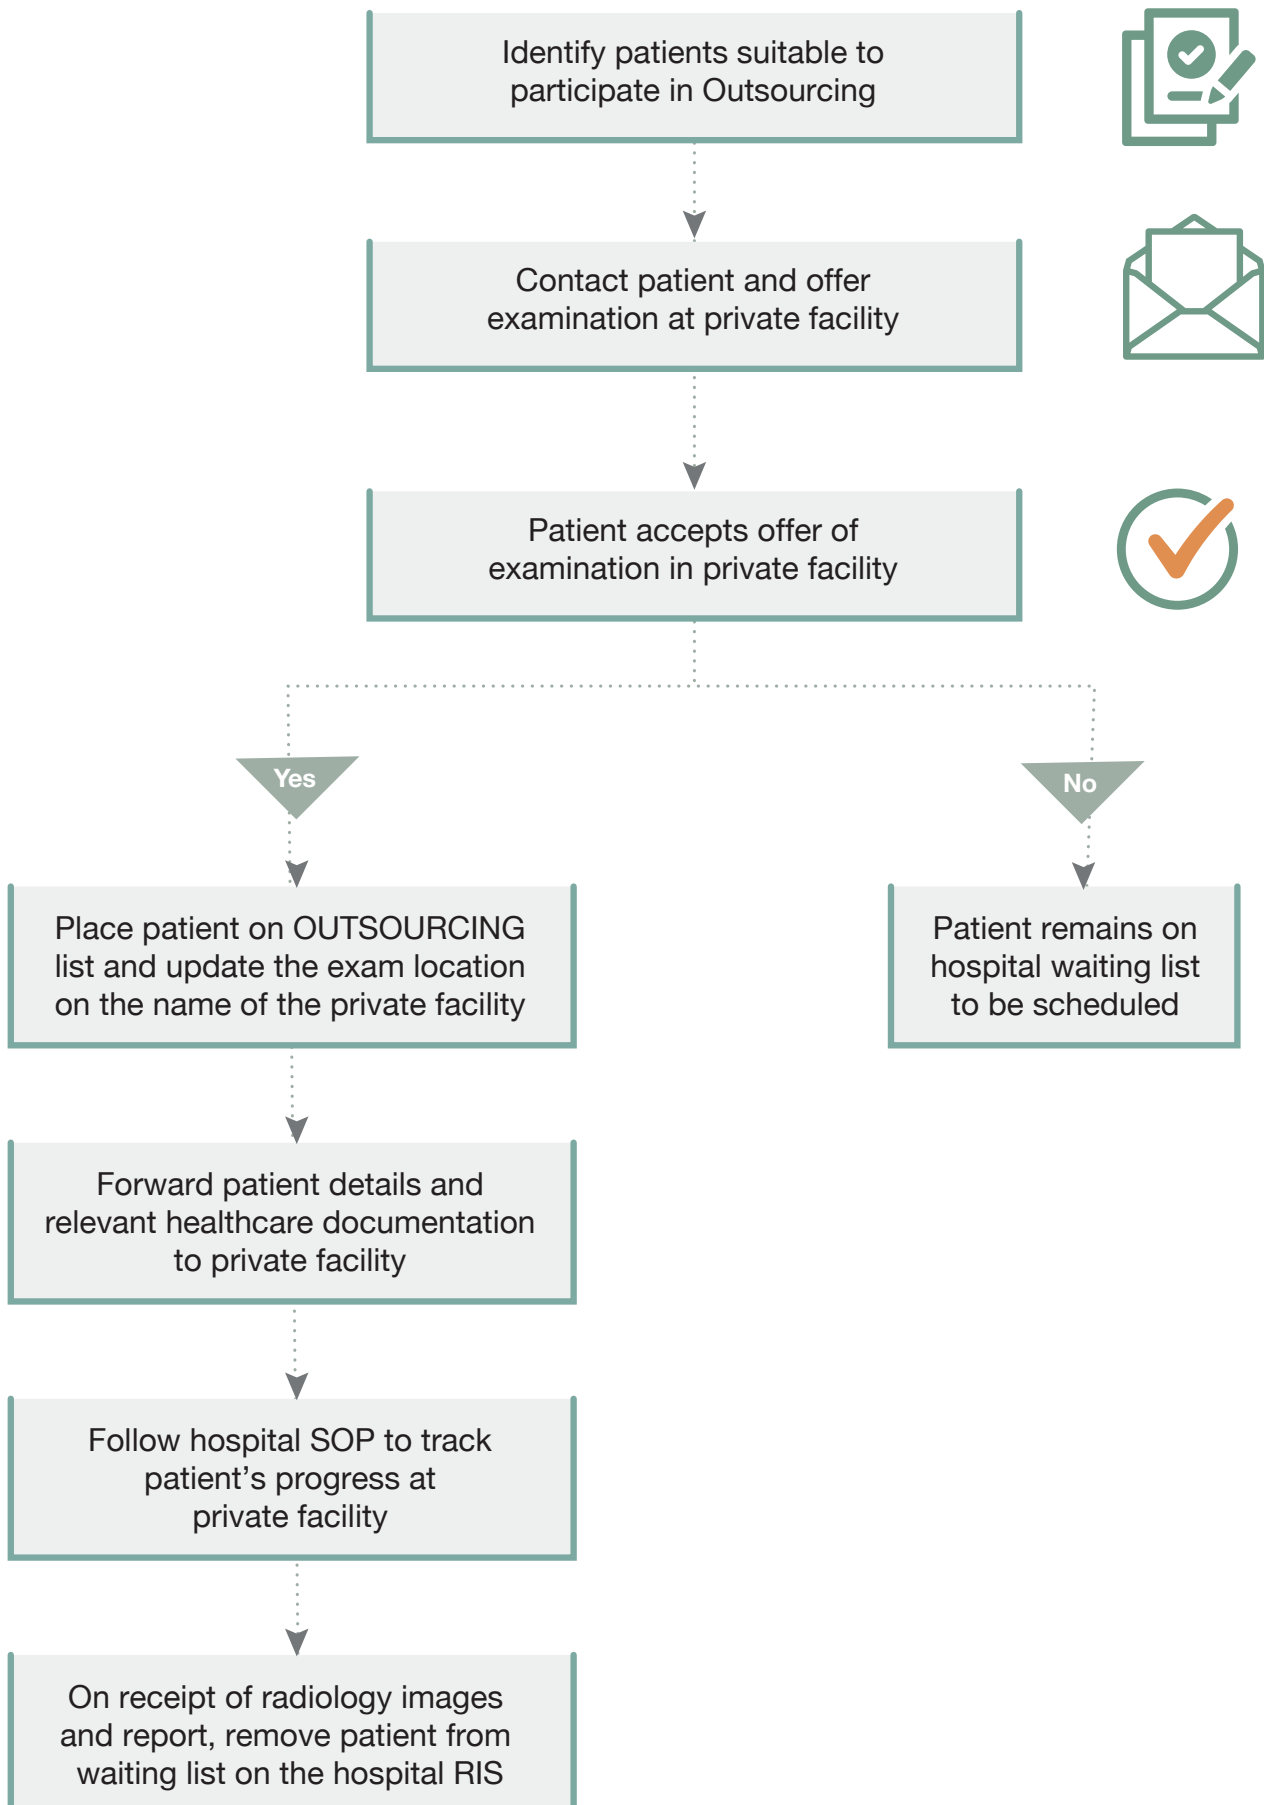 Identify patients suitable to
participate in Outsourcing
Contact patient and offer
examination at private facility
Patient accepts offer of
examination in private facility
Yes
No
Place patient on OUTSOURCING
list and update the exam location
on the name of the private facility
Patient remains on
hospital waiting list
to be scheduled
Forward patient details and
relevant healthcare documentation
to private facility
Follow hospital SOP to track
patient’s progress at
private facility
On receipt of radiology images
and report, remove patient from
waiting list on the hospital RIS